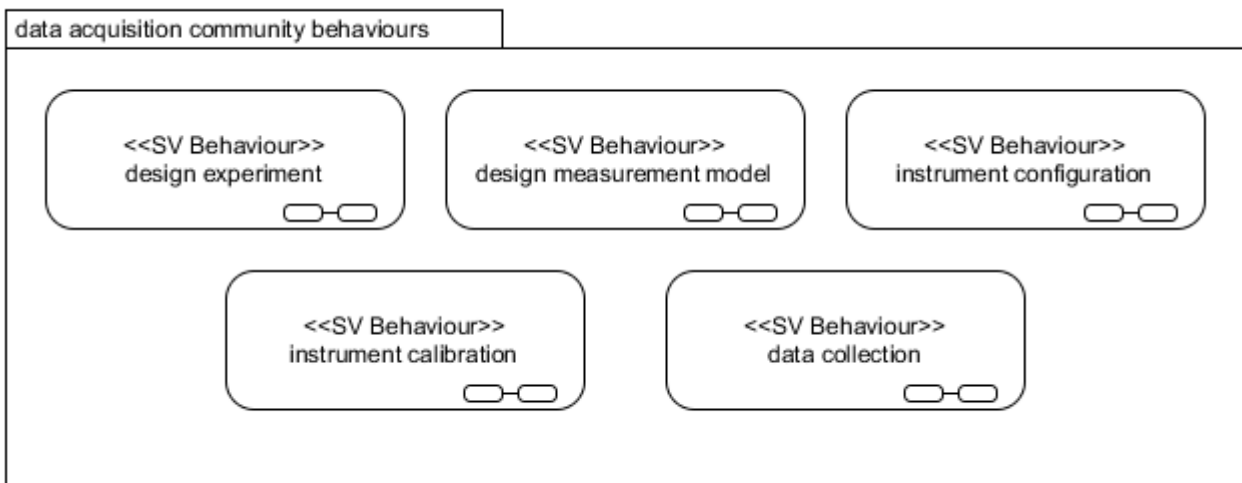 data acquisition community behaviours
<<SV Behaviour>>
design experiment
<<SV Behaviour>>
design measurement model
<<SV Behaviour>>
instrument configuration
<<SV Behaviour>>
instrument calibration
<<SV Behaviour>>
data collection